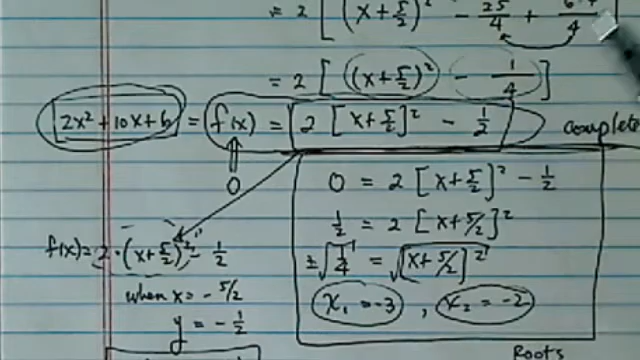 = 2 [ (x + 5/2)² − 25/4 + 6·4/4
= 2 [ (x + 5/2)² − 1/4 ]
2x² + 10x + 6 = f(x) = 2 [x + 5/2]² − 1/2 complete
0
0 = 2 [x + 5/2]² − 1/2
1/2 = 2 [x + 5/2]²
± √1/4 = √[x + 5/2]²
x₁ = −3 , x₂ = −2
Roots
f(x) = 2 · (x + 5/2)² − 1/2
when x = − 5/2
y = − 1/2